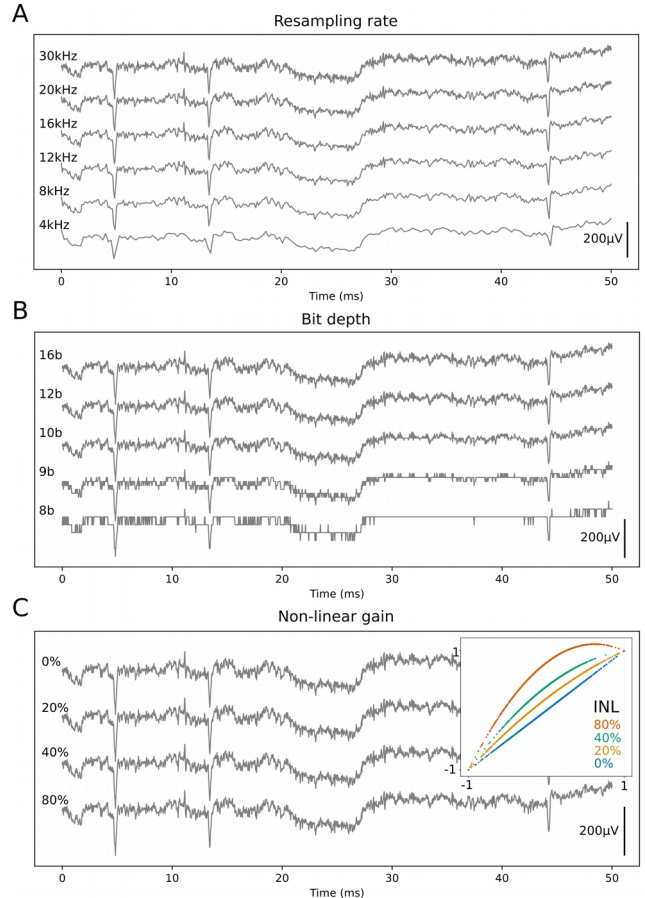 A
Resampling rate
30kHz
20kHz
16kHz
12kHz
8kHz
4kHz
200μV
0 10 20 30 40 50
Time (ms)
B
Bit depth
16b
12b
10b
9b
8b
200μV
0 10 20 30 40 50
Time (ms)
C
Non-linear gain
0%
20%
40%
80%
1
INL
80%
40%
20%
0%
-1
-1 1
200μV
0 10 20 30 40 50
Time (ms)